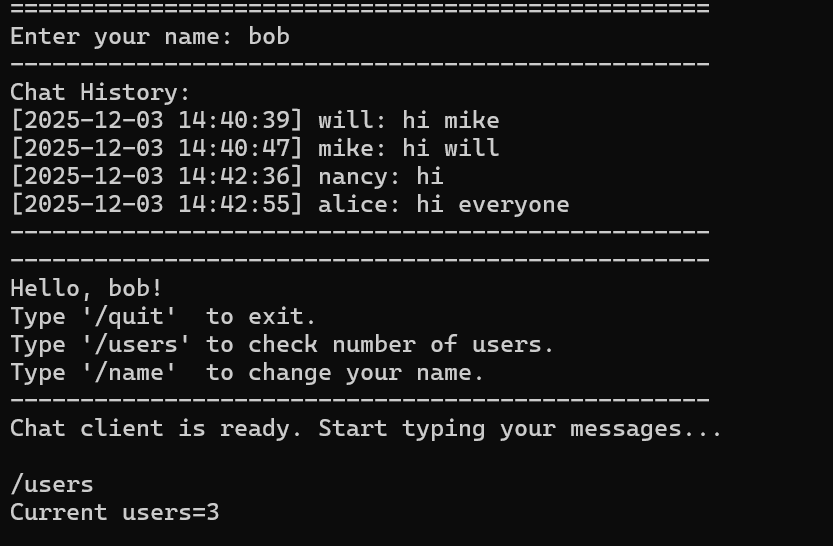 ==================================================
Enter your name: bob
--------------------------------------------------
Chat History:
[2025-12-03 14:40:39] will: hi mike
[2025-12-03 14:40:47] mike: hi will
[2025-12-03 14:42:36] nancy: hi
[2025-12-03 14:42:55] alice: hi everyone
--------------------------------------------------
--------------------------------------------------
Hello, bob!
Type '/quit'  to exit.
Type '/users' to check number of users.
Type '/name'  to change your name.
--------------------------------------------------
Chat client is ready. Start typing your messages...
/users
Current users=3